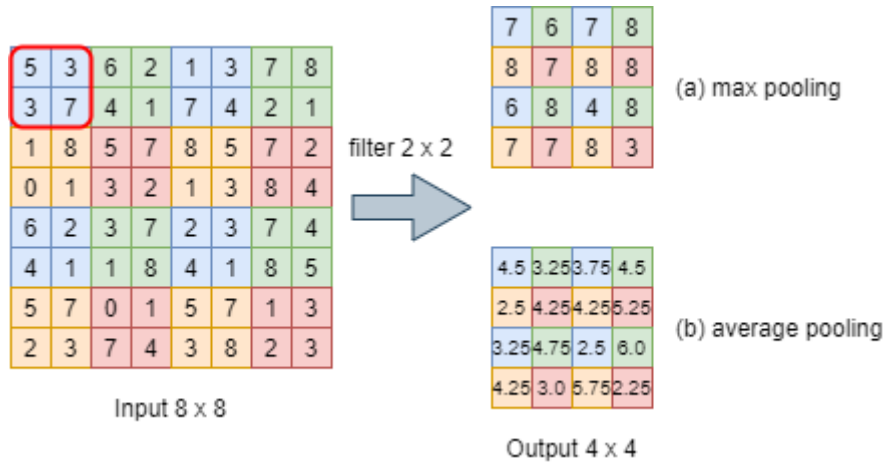 5 3 6 2 1 3 7 8
3 7 4 1 7 4 2 1
1 8 5 7 8 5 7 2
0 1 3 2 1 3 8 4
6 2 3 7 2 3 7 4
4 1 1 8 4 1 8 5
5 7 0 1 5 7 1 3
2 3 7 4 3 8 2 3
Input 8 x 8
filter 2 x 2
7 6 7 8
8 7 8 8
6 8 4 8
7 7 8 3
(a) max pooling
4.5 3.25 3.75 4.5
2.5 4.25 4.25 5.25
3.25 4.75 2.5 6.0
4.25 3.0 5.75 2.25
(b) average pooling
Output 4 x 4